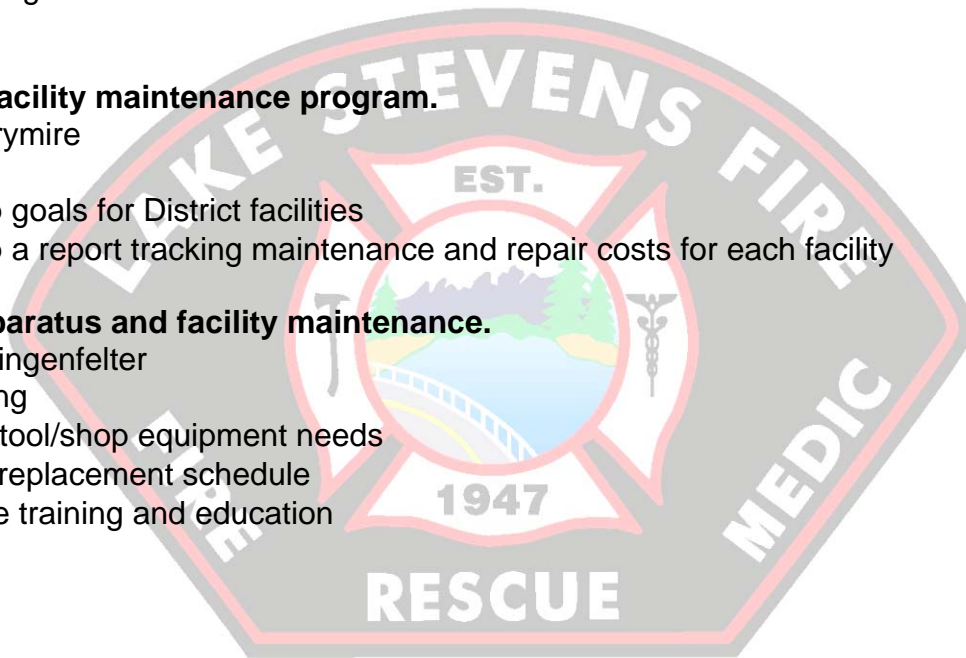 acility maintenance program.
rymire
goals for District facilities
a report tracking maintenance and repair costs for each facility
paratus and facility maintenance.
ingenfelter
ng
tool/shop equipment needs
replacement schedule
e training and education
LAKE STEVENS FIRE
EST.
1947
FIRE
RESCUE
MEDIC